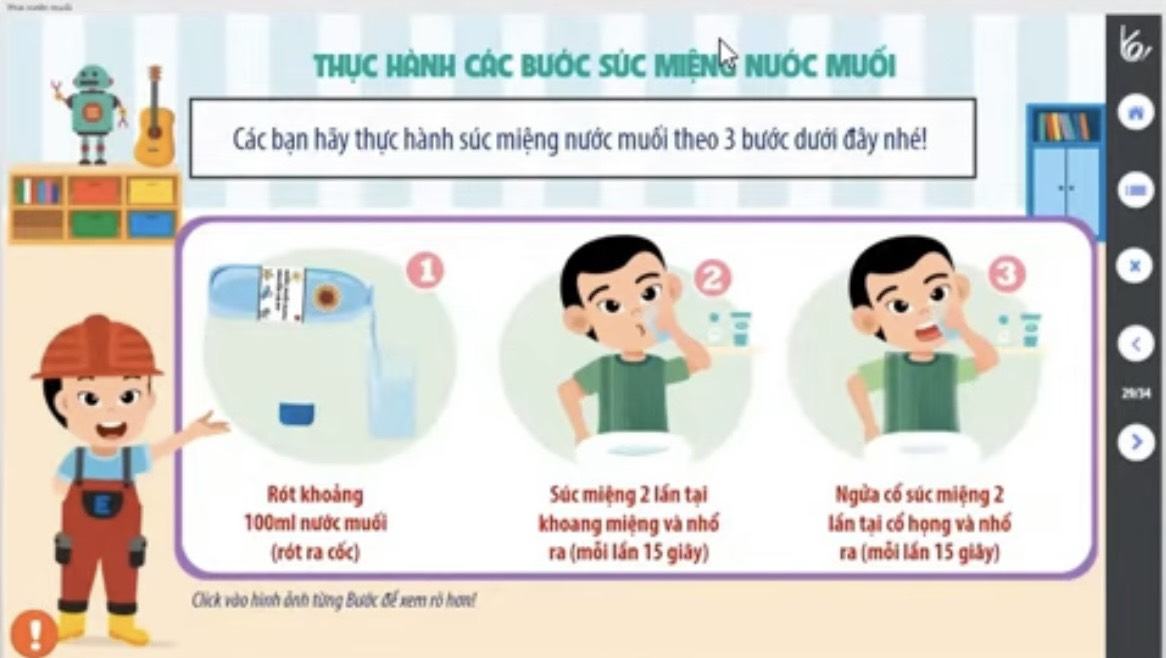 THỰC HÀNH CÁC BƯỚC SÚC MIỆNG NƯỚC MUỐI
Các bạn hãy thực hành súc miệng nước muối theo 3 bước dưới đây nhé!
1
2
3
Rót khoảng
100ml nước muối
(rót ra cốc)
Súc miệng 2 lần tại
khoang miệng và nhổ
ra (mỗi lần 15 giây)
Ngửa cổ súc miệng 2
lần tại cổ họng và nhổ
ra (mỗi lần 15 giây)
E
Click vào hình ảnh từng Bước để xem rõ hơn!
!
29/34